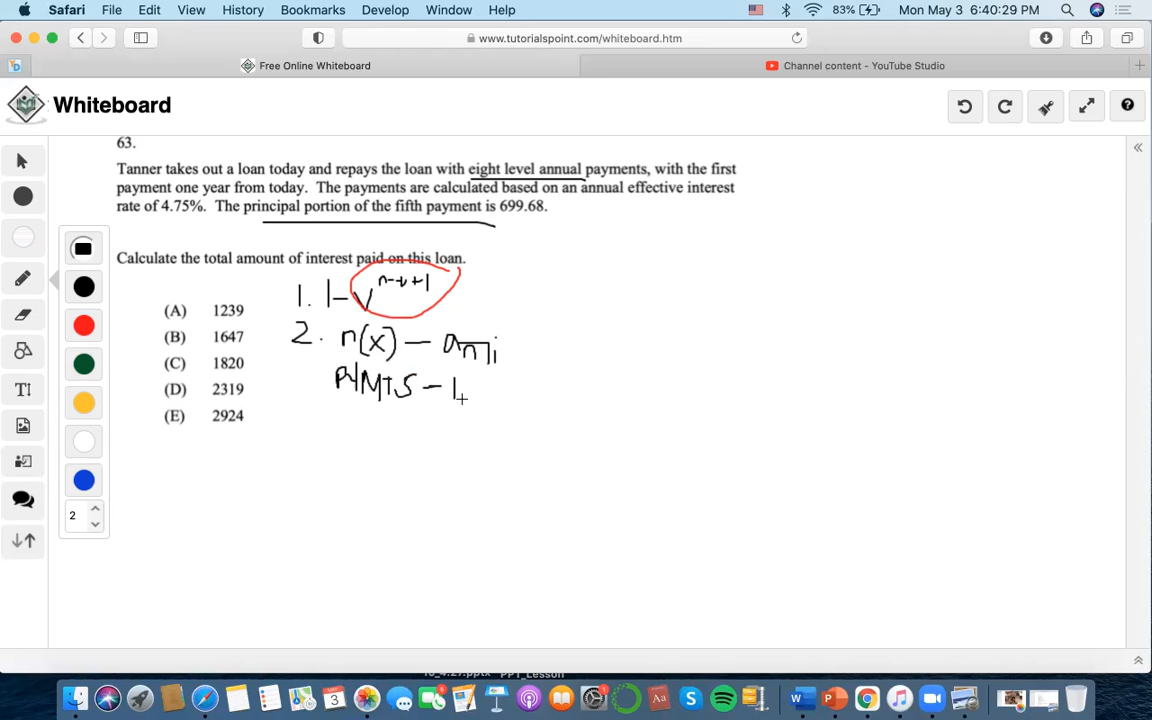 Safari File Edit View History Bookmarks Develop Window Help 83% Mon May 3 6:40:29 PM
www.tutorialspoint.com/whiteboard.htm
Free Online Whiteboard Channel content - YouTube Studio
Whiteboard
63.
Tanner takes out a loan today and repays the loan with eight level annual payments, with the first
payment one year from today. The payments are calculated based on an annual effective interest
rate of 4.75%. The principal portion of the fifth payment is 699.68.
Calculate the total amount of interest paid on this loan.
1. 1-v^n-t+1
(A) 1239
2. n(x) - a n i
(B) 1647
(C) 1820
PYMTS - L
(D) 2319
(E) 2924
TI
2
PPT_Lesson